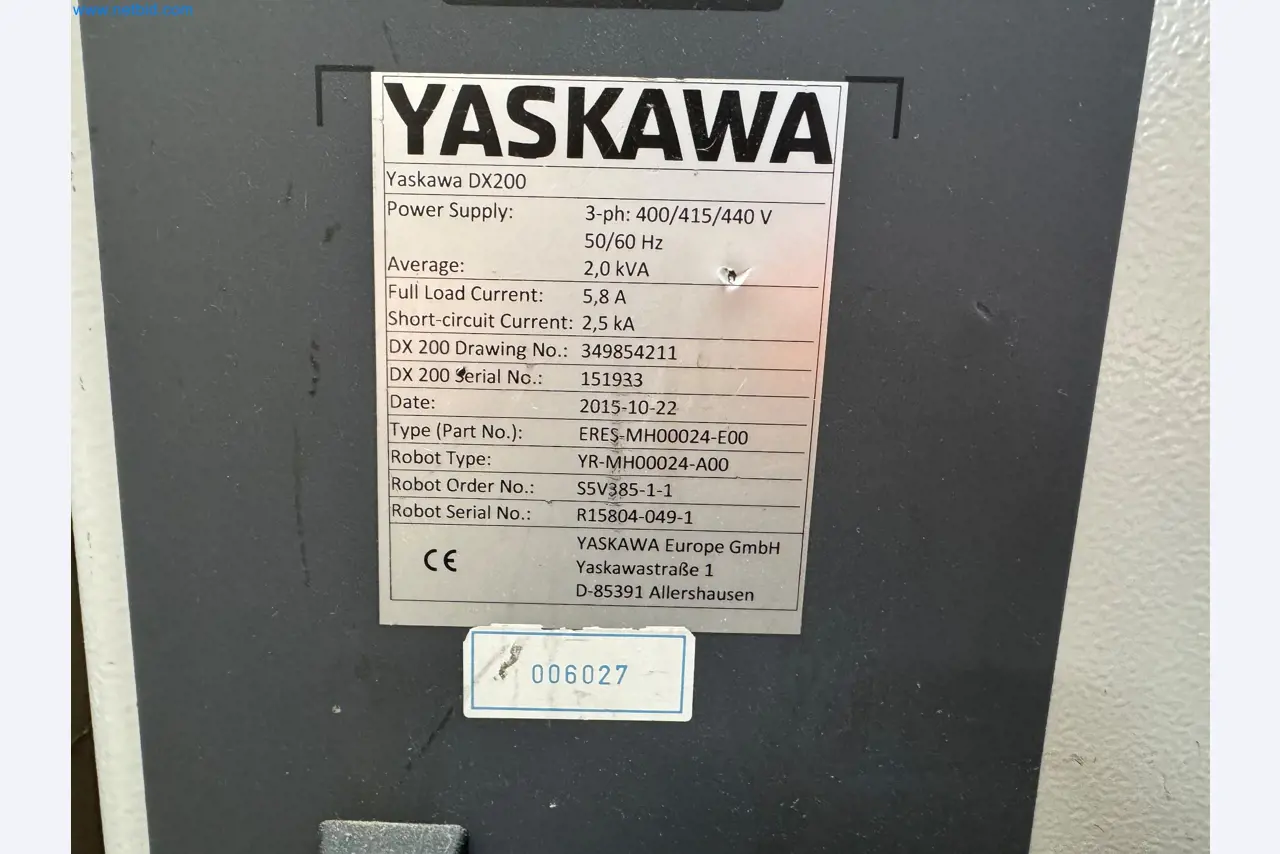 www.netbid.com
YASKAWA
Yaskawa DX200
Power Supply: 3-ph: 400/415/440 V
50/60 Hz
Average: 2,0 kVA
Full Load Current: 5,8 A
Short-circuit Current: 2,5 kA
DX 200 Drawing No.: 349854211
DX 200 Serial No.: 151933
Date: 2015-10-22
Type (Part No.): ERES-MH00024-E00
Robot Type: YR-MH00024-A00
Robot Order No.: S5V385-1-1
Robot Serial No.: R15804-049-1
CE YASKAWA Europe GmbH
Yaskawastraße 1
D-85391 Allershausen
006027